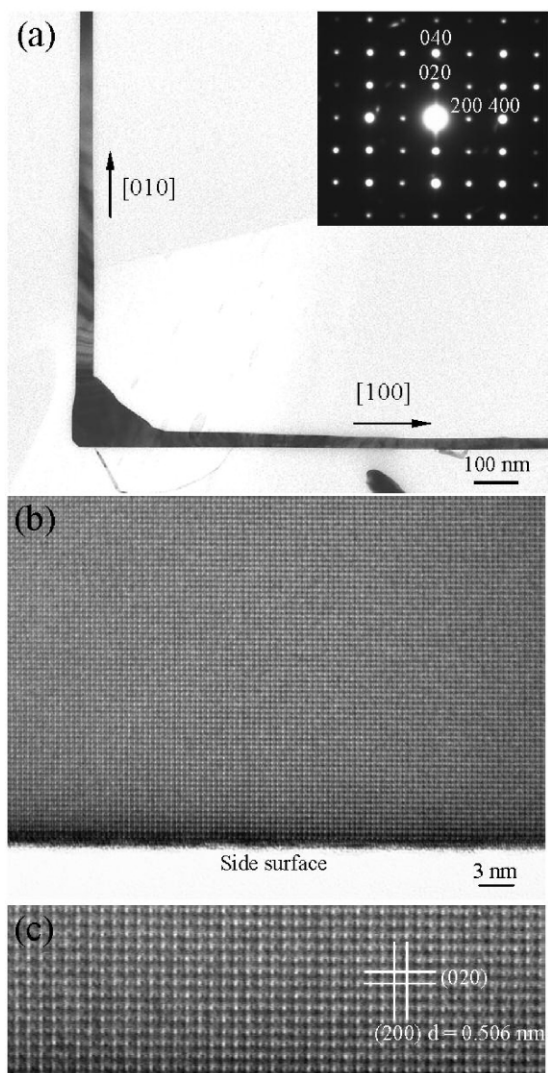 (a)
040
020
200 400
[010]
[100]
100 nm
(b)
Side surface
3 nm
(c)
(020)
(200) d = 0.506 nm